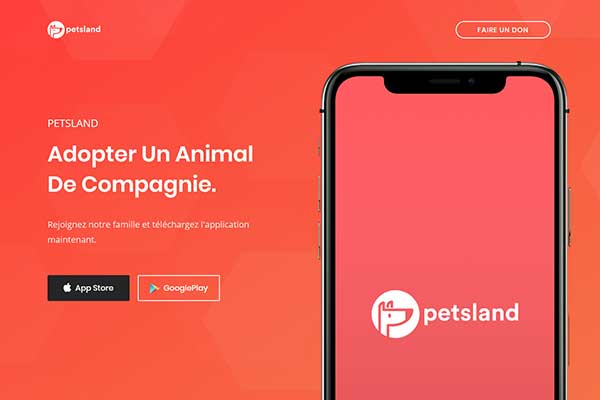 petsland
FAIRE UN DON
PETSLAND
Adopter Un Animal
De Compagnie.
Rejoignez notre famille et téléchargez l'application
maintenant.
App Store
GooglePlay
petsland